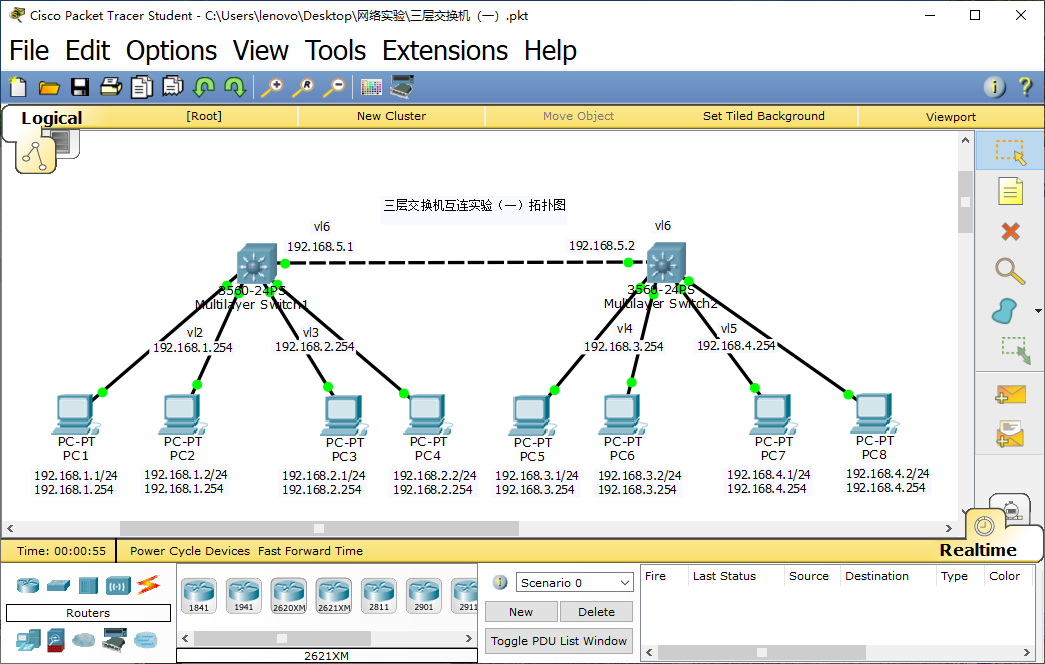 Cisco Packet Tracer Student - C:\Users\lenovo\Desktop\网络实验\三层交换机（一）.pkt
File Edit Options View Tools Extensions Help
Logical [Root] New Cluster Move Object Set Tiled Background Viewport
三层交换机互连实验（一）拓扑图
vl6 vl6
192.168.5.1 192.168.5.2
3560-24PS 3560-24PS
Multilayer Switch1 Multilayer Switch2
vl2 vl3 vl4 vl5
192.168.1.254 192.168.2.254 192.168.3.254 192.168.4.254
PC-PT PC-PT PC-PT PC-PT PC-PT PC-PT PC-PT PC-PT
PC1 PC2 PC3 PC4 PC5 PC6 PC7 PC8
192.168.1.1/24 192.168.1.2/24 192.168.2.1/24 192.168.2.2/24 192.168.3.1/24 192.168.3.2/24 192.168.4.1/24 192.168.4.2/24
192.168.1.254 192.168.1.254 192.168.2.254 192.168.2.254 192.168.3.254 192.168.3.254 192.168.4.254 192.168.4.254
Time: 00:00:55 Power Cycle Devices Fast Forward Time Realtime
Routers
1841 1941 2620XM 2621XM 2811 2901 2911
2621XM
Scenario 0
New Delete
Toggle PDU List Window
Fire Last Status Source Destination Type Color